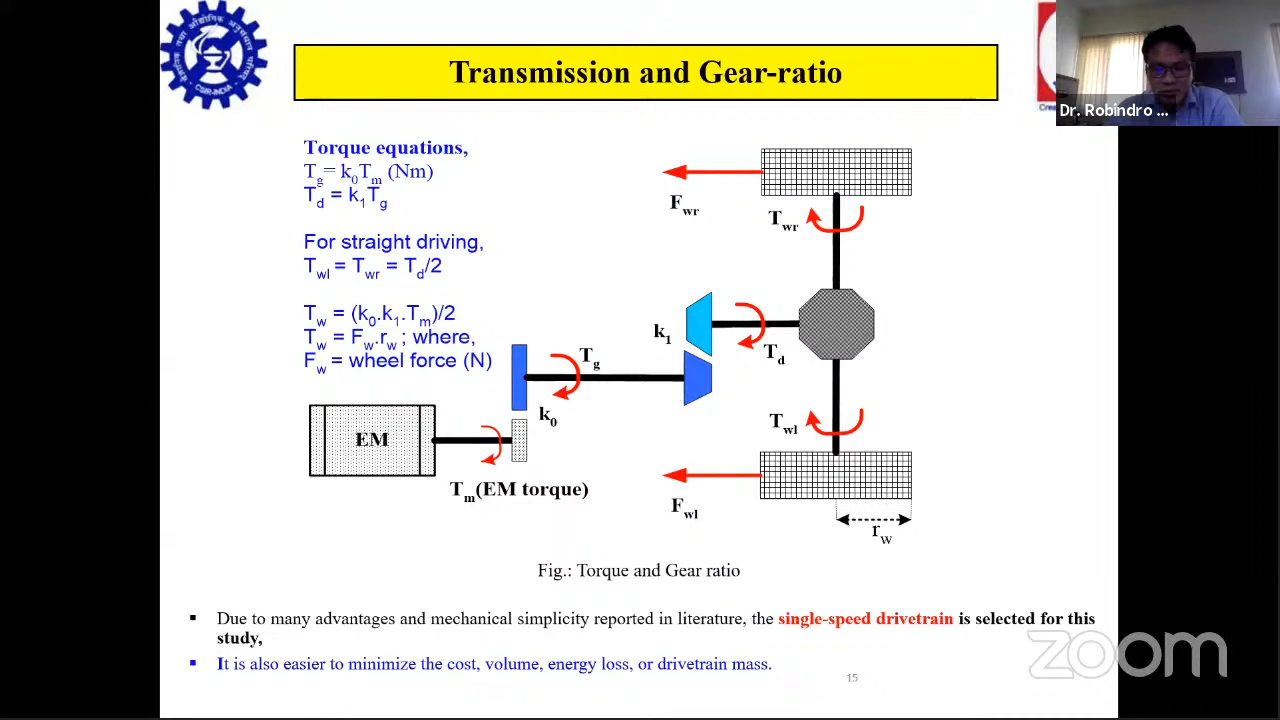 Transmission and Gear-ratio
Dr. Robindro ...
Torque equations,
Tg= k0Tm (Nm)
Td = k1Tg
For straight driving,
Twl = Twr = Td/2
Tw = (k0.k1.Tm)/2
Tw = Fw.rw ; where,
Fw = wheel force (N)
Fwr
Twr
k1
Td
Tg
k0
EM
Tm(EM torque)
Twl
Fwl
rw
Fig.: Torque and Gear ratio
Due to many advantages and mechanical simplicity reported in literature, the single-speed drivetrain is selected for this
study,
It is also easier to minimize the cost, volume, energy loss, or drivetrain mass.
15
zoom
CSIR-INDIA